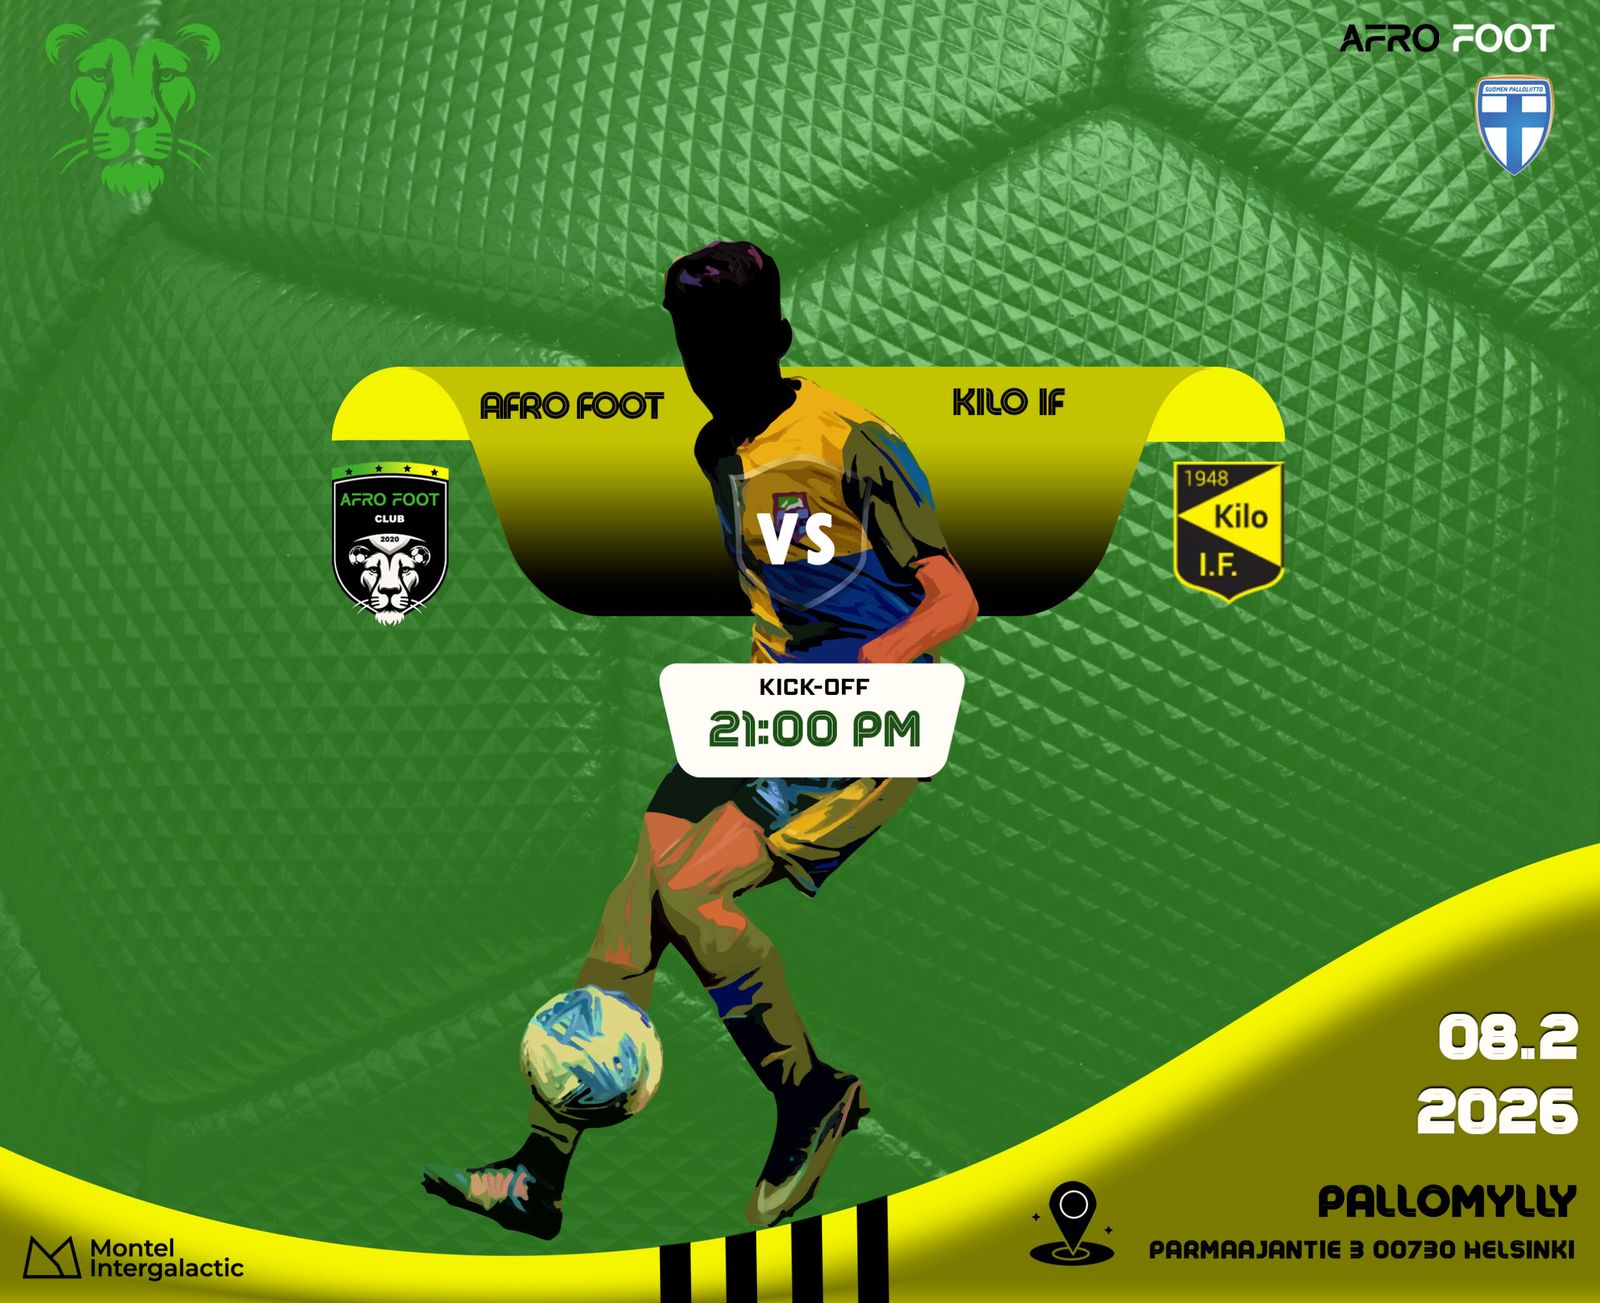 AFRO FOOT
SUOMEN PALLOLIITTO
AFRO FOOT
KILO IF
AFRO FOOT
CLUB
2020
VS
1948
Kilo
I.F.
KICK-OFF
21:00 PM
08.2
2026
PALLOMYLLY
PARMAAJANTIE 3 00730 HELSINKI
Montel
Intergalactic